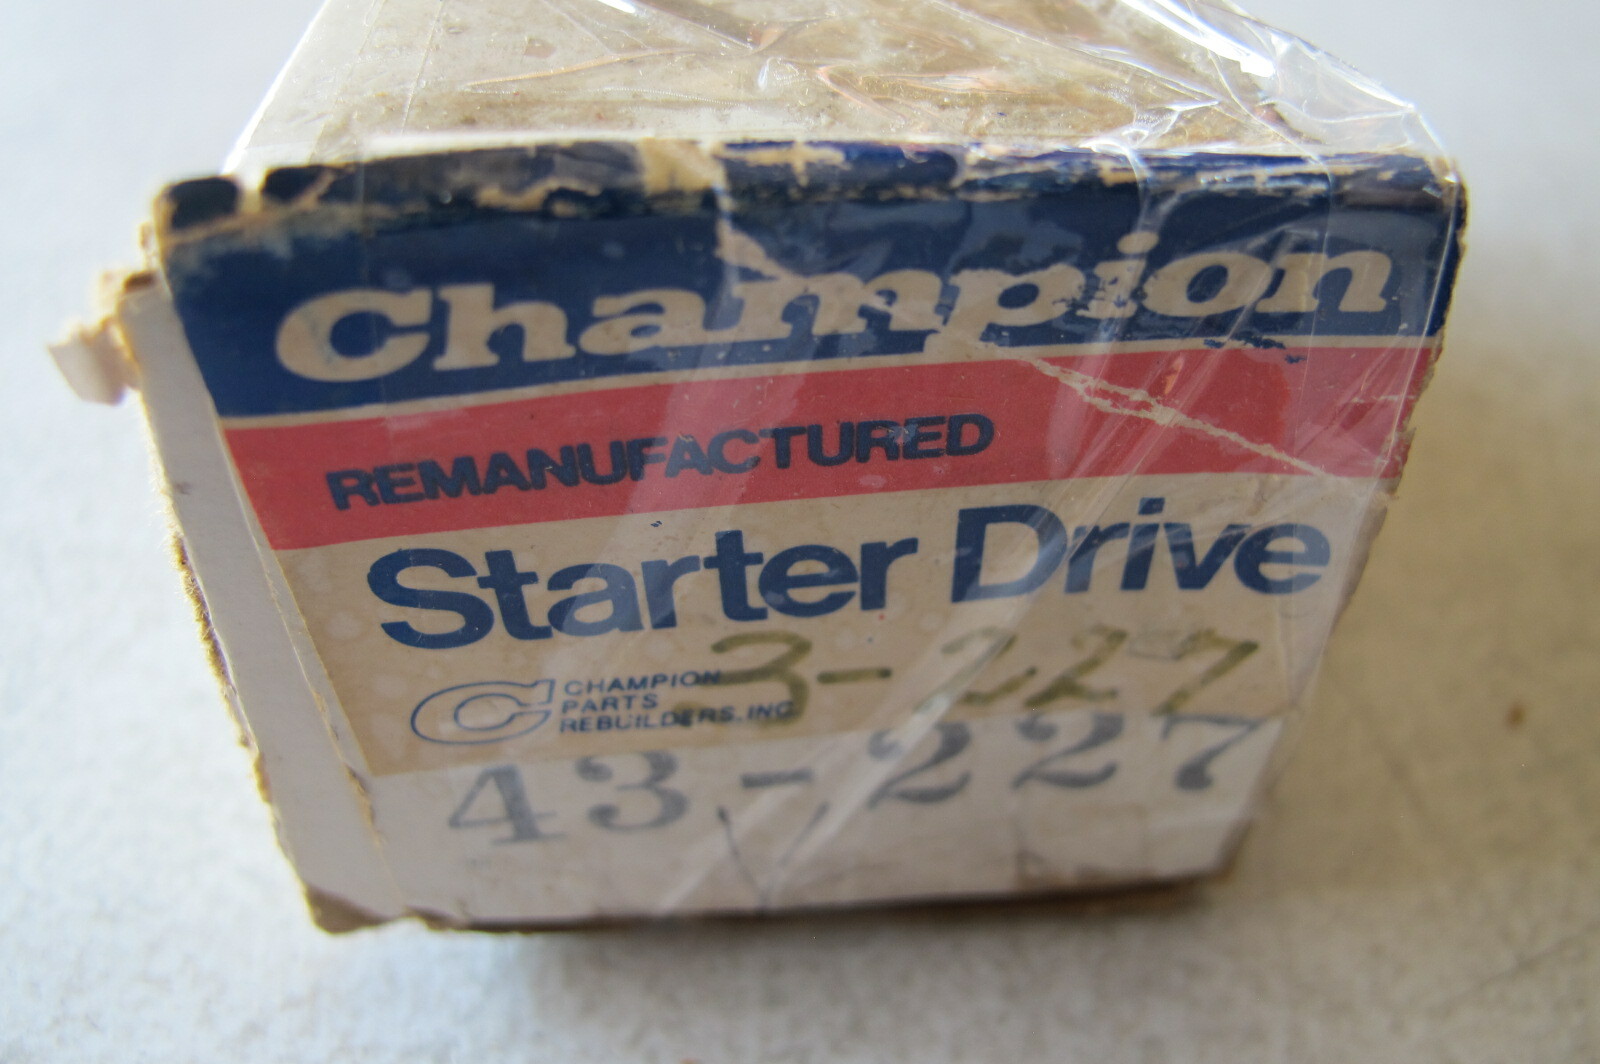 Champion
REMANUFACTURED
Starter Drive
3-227
CHAMPION
PARTS
REBUILDERS, INC.
43-227